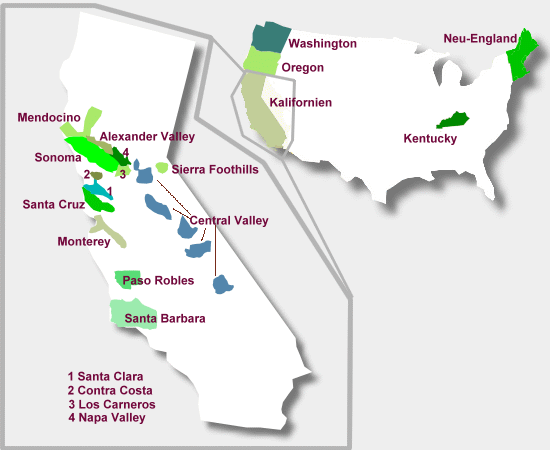 Washington
Neu-England
Oregon
Kalifornien
Kentucky
Mendocino
Alexander Valley
4
Sonoma
3
2
1
Sierra Foothills
Santa Cruz
Central Valley
Monterey
Paso Robles
Santa Barbara
1 Santa Clara
2 Contra Costa
3 Los Carneros
4 Napa Valley